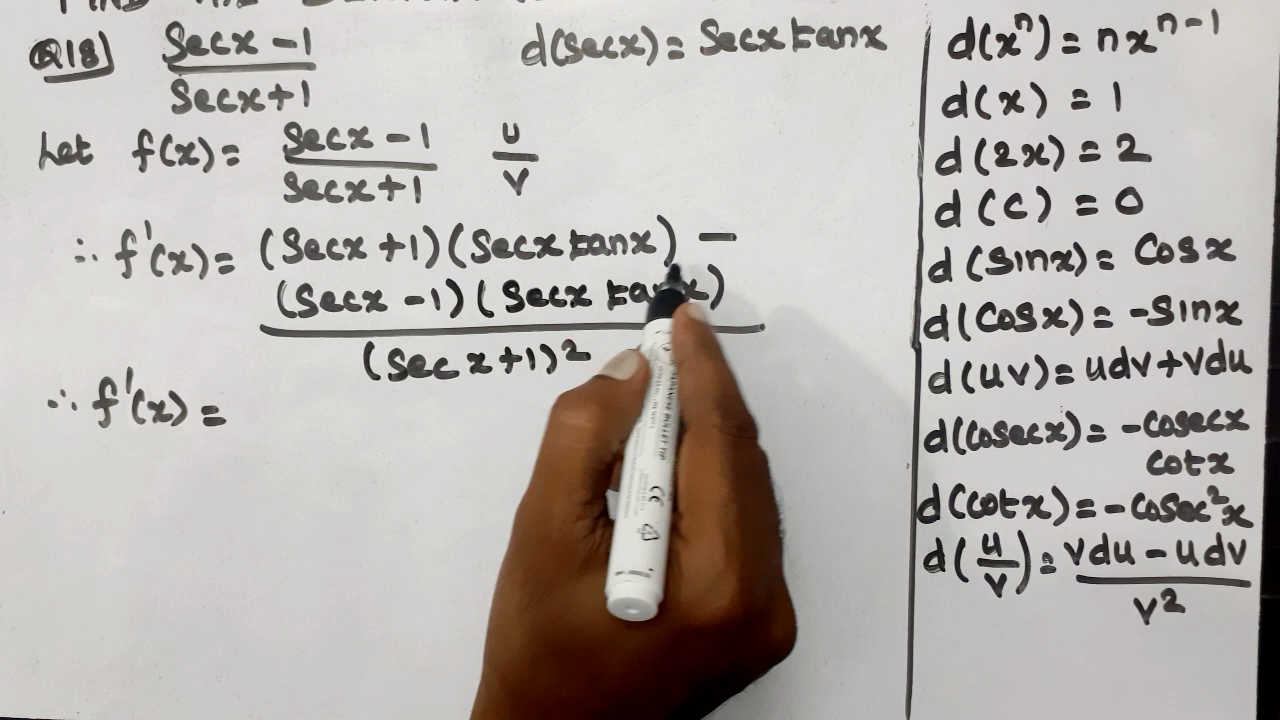 Q18) Secx - 1
Secx + 1
d(secx) = Secx tanx
Let f(x) = Secx - 1
Secx + 1
u
v
∴ f'(x) = (Secx + 1)(Secx tanx) -
(Secx - 1)(Secx tanx)
(Secx + 1)²
∴ f'(x) =
d(xⁿ) = nxⁿ⁻¹
d(x) = 1
d(2x) = 2
d(c) = 0
d(sinx) = Cosx
d(Cosx) = -sinx
d(uv) = udv + vdu
d(Cosecx) = -Cosecx
Cotx
d(Cotx) = -Cosec²x
d(u/v) = vdu - udv
v²